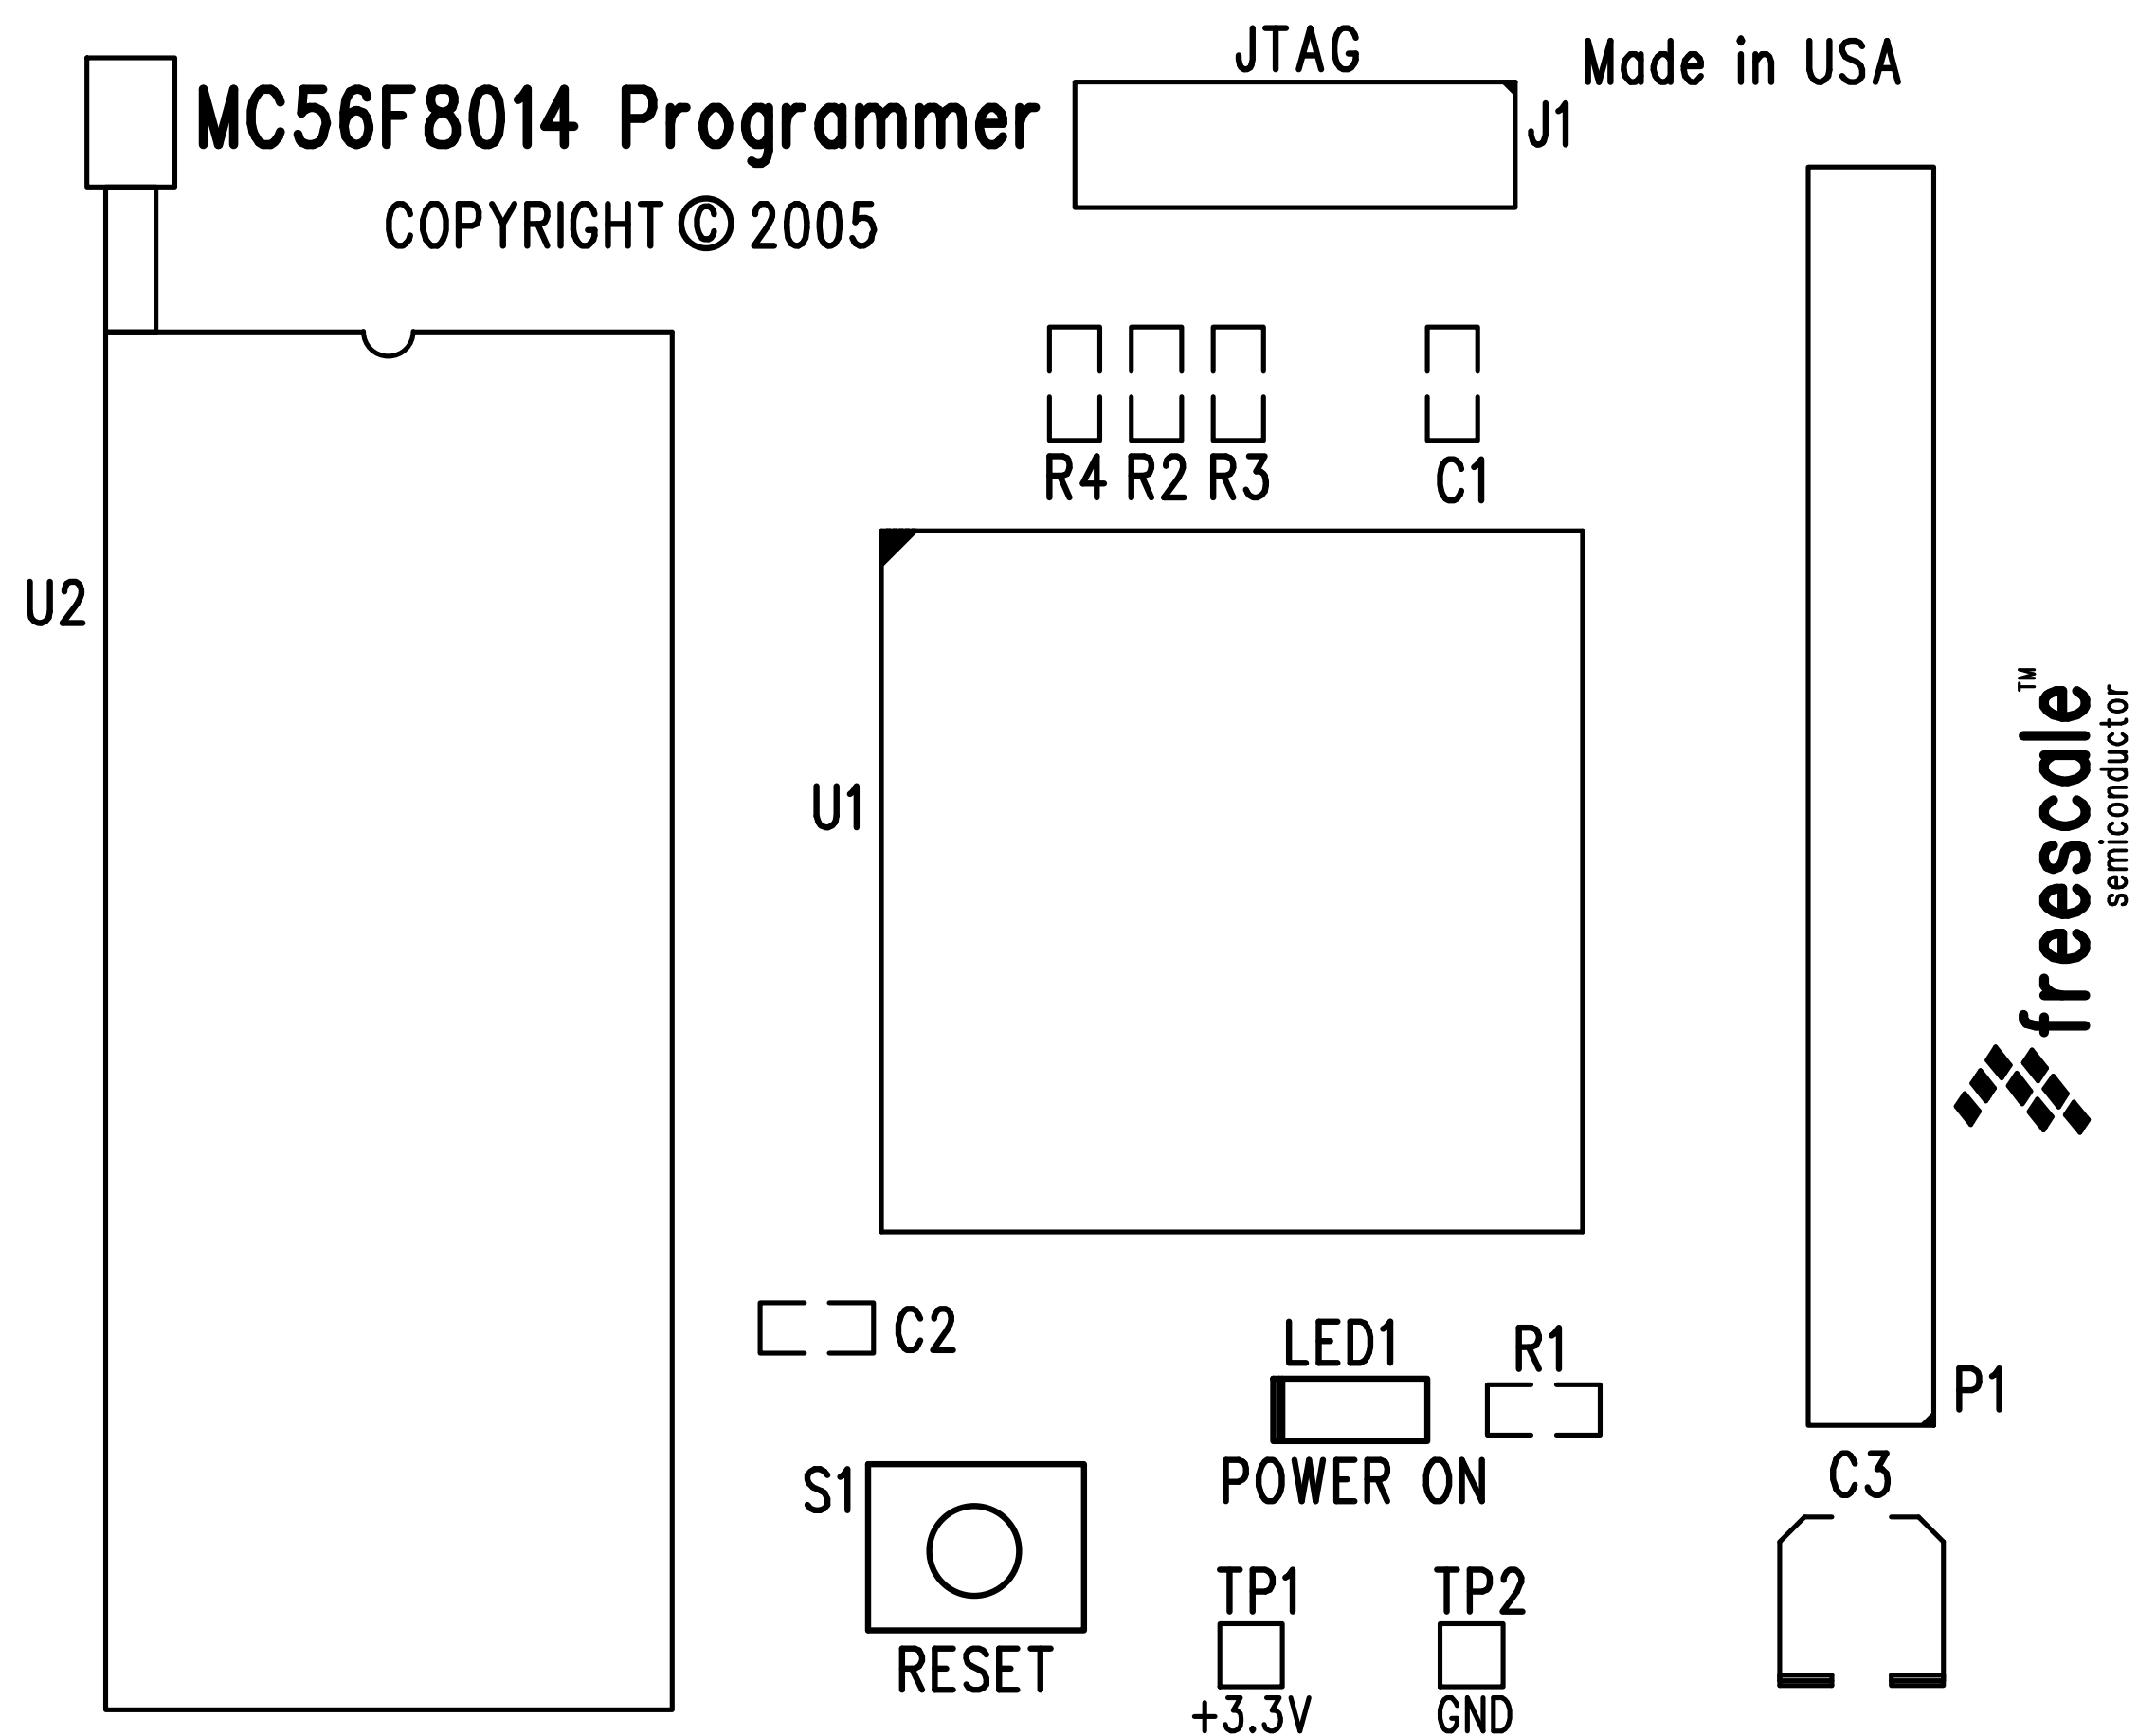 JTAG
Made in USA
MC56F8014 Programmer
J1
COPYRIGHT © 2005
R4 R2 R3 C1
U2
U1
freescale™
semiconductor
C2
LED1
R1
P1
POWER ON
C3
S1
TP1
TP2
RESET
+3.3V
GND